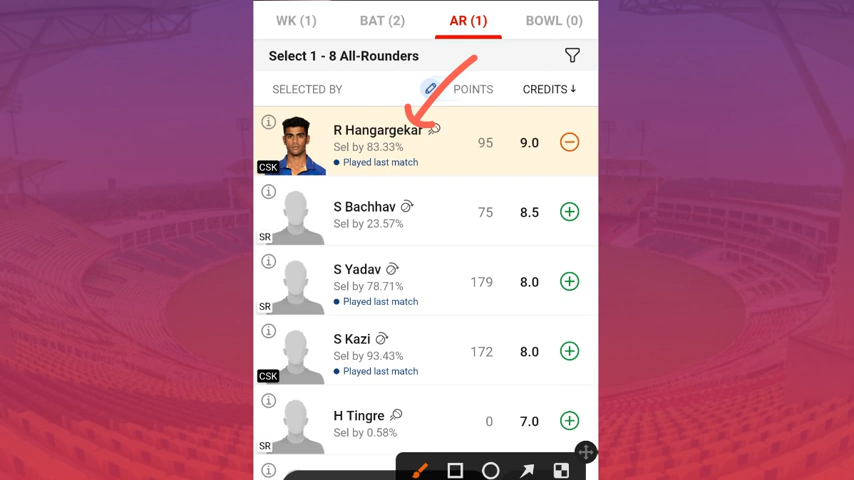 WK (1) BAT (2) AR (1) BOWL (0)
Select 1 - 8 All-Rounders
SELECTED BY POINTS CREDITS↓
R Hangargekar
Sel by 83.33%
Played last match
95 9.0
CSK
S Bachhav
Sel by 23.57%
75 8.5
SR
S Yadav
Sel by 78.71%
Played last match
179 8.0
SR
S Kazi
Sel by 93.43%
Played last match
172 8.0
CSK
H Tingre
Sel by 0.58%
0 7.0
SR